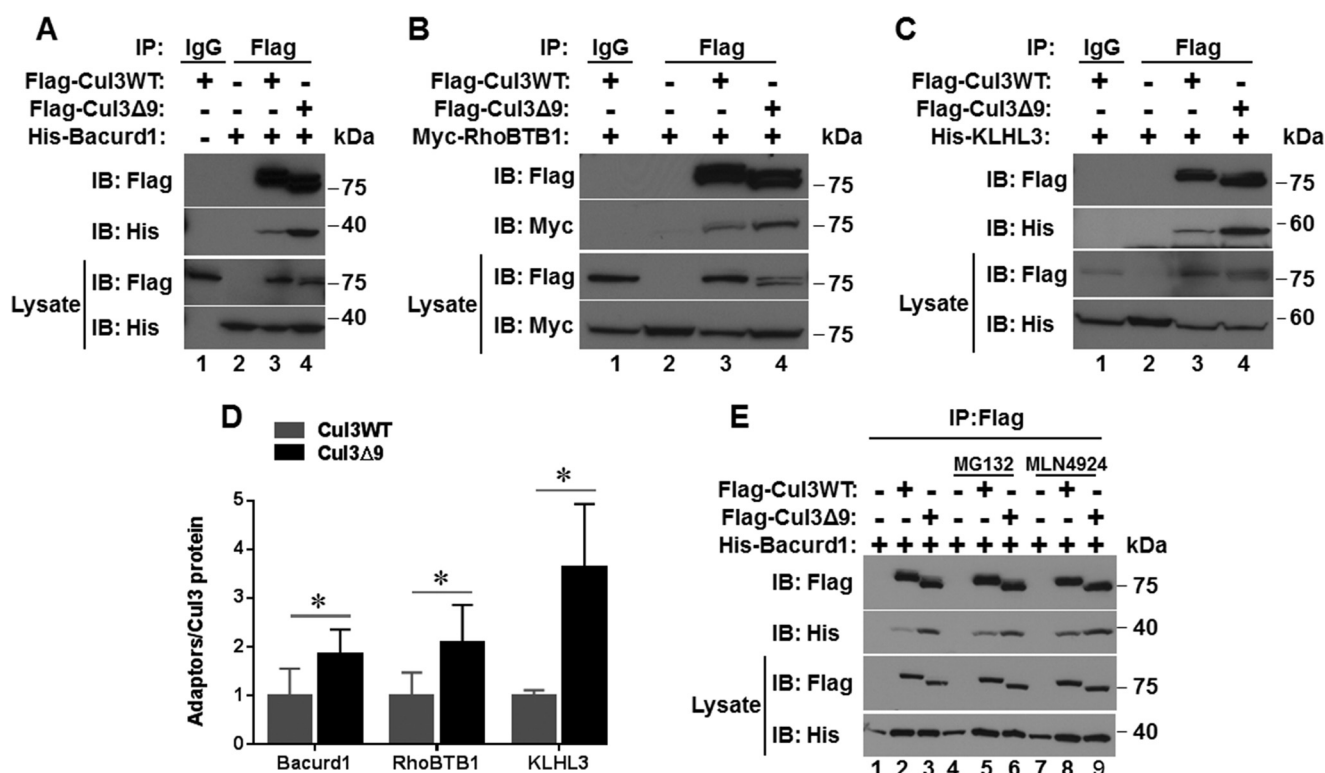 A
IP: IgG Flag
Flag-Cul3WT: + - + -
Flag-Cul3Δ9: - - - +
His-Bacurd1: - + + + kDa
IB: Flag -75
IB: His -40
Lysate
IB: Flag -75
IB: His -40
1 2 3 4
B
IP: IgG Flag
Flag-Cul3WT: + - + -
Flag-Cul3Δ9: - - - +
Myc-RhoBTB1: + + + + kDa
IB: Flag -75
IB: Myc -75
Lysate
IB: Flag -75
IB: Myc -75
1 2 3 4
C
IP: IgG Flag
Flag-Cul3WT: + - + -
Flag-Cul3Δ9: - - - +
His-KLHL3: + + + + kDa
IB: Flag -75
IB: His -60
Lysate
IB: Flag -75
IB: His -60
1 2 3 4
D
Cul3WT
Cul3Δ9
Adaptors/Cul3 protein
5
4
3
2
1
0
* * *
Bacurd1 RhoBTB1 KLHL3
E
IP:Flag
MG132 MLN4924
Flag-Cul3WT: - + - - + - - + -
Flag-Cul3Δ9: - - + - - + - - +
His-Bacurd1: + + + + + + + + + kDa
IB: Flag - 75
IB: His - 40
Lysate
IB: Flag - 75
IB: His - 40
1 2 3 4 5 6 7 8 9